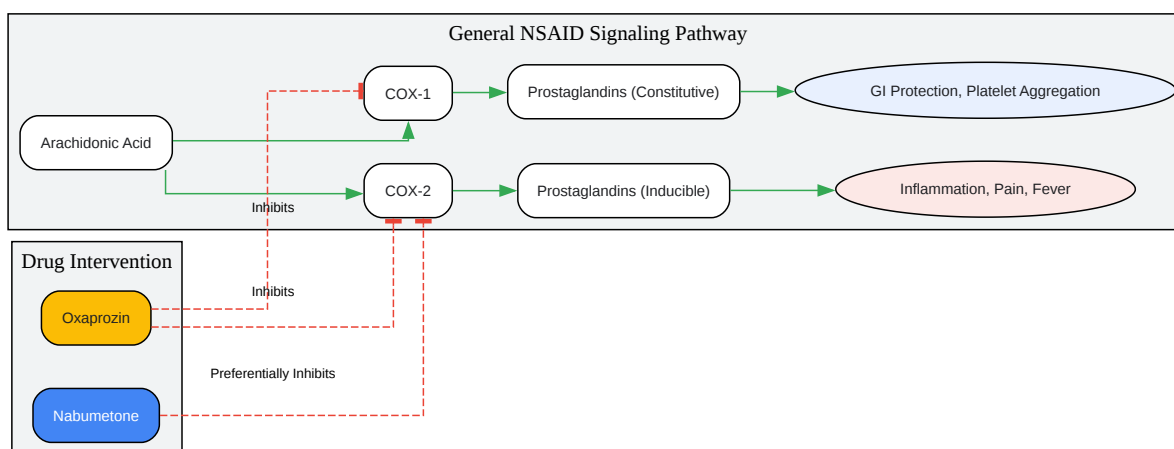 General NSAID Signaling Pathway
COX-1
Prostaglandins (Constitutive)
GI Protection, Platelet Aggregation
Arachidonic Acid
COX-2
Prostaglandins (Inducible)
Inflammation, Pain, Fever
Inhibits
Drug Intervention
Inhibits
Oxaprozin
Preferentially Inhibits
Nabumetone